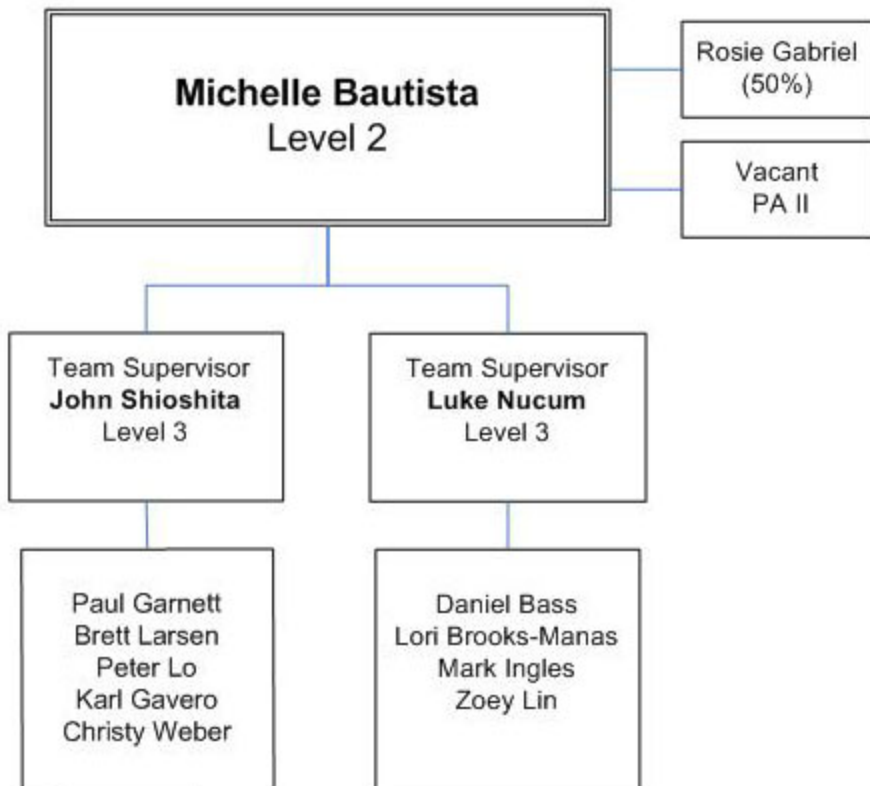 Michelle Bautista
Level 2
Rosie Gabriel
(50%)
Vacant
PA II
Team Supervisor
John Shioshita
Level 3
Team Supervisor
Luke Nucum
Level 3
Paul Garnett
Brett Larsen
Peter Lo
Karl Gavero
Christy Weber
Daniel Bass
Lori Brooks-Manas
Mark Ingles
Zoey Lin